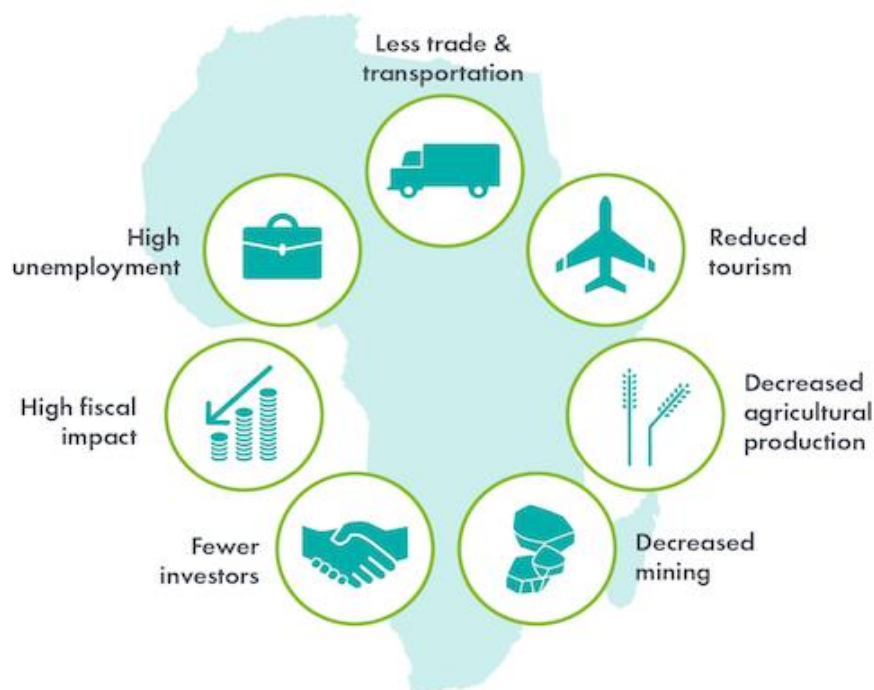 Less trade &
transportation
Reduced
tourism
Decreased
agricultural
production
Decreased
mining
Fewer
investors
High fiscal
impact
High
unemployment